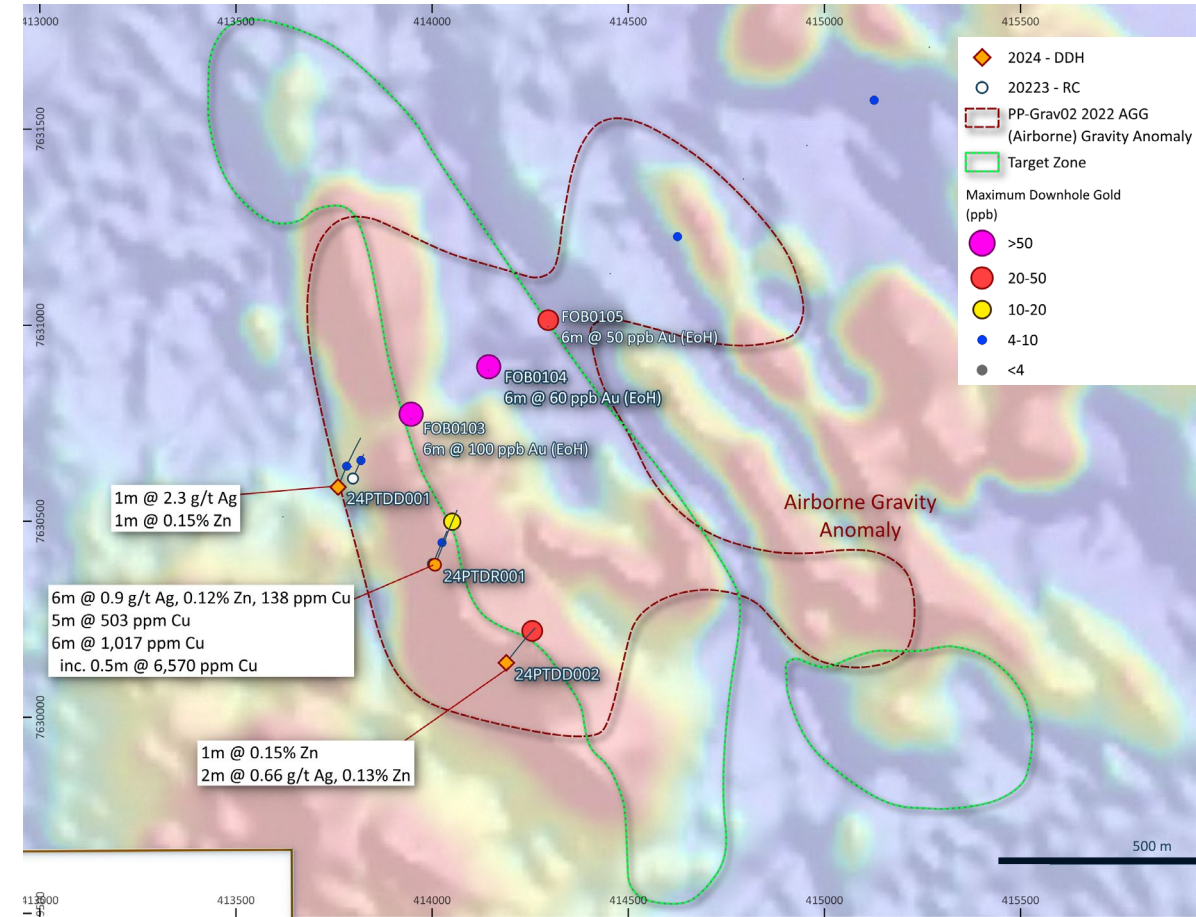 113000
413500
414000
414500
415000
415500
2024 - DDH
20223 - RC
PP-Grav02 2022 AGG
(Airborne) Gravity Anomaly
Target Zone
Maximum Downhole Gold
(ppb)
>50
20-50
10-20
4-10
<4
7631500
7631000
7630500
7630000
FOB0105
6m @ 50 ppb Au (EoH)
FOB0104
6m @ 60 ppb Au (EoH)
FOB0103
6m @ 100 ppb Au (EoH)
24PTDD001
1m @ 2.3 g/t Ag
1m @ 0.15% Zn
Airborne Gravity
Anomaly
24PTDR001
6m @ 0.9 g/t Ag, 0.12% Zn, 138 ppm Cu
5m @ 503 ppm Cu
6m @ 1,017 ppm Cu
inc. 0.5m @ 6,570 ppm Cu
24PTDD002
1m @ 0.15% Zn
2m @ 0.66 g/t Ag, 0.13% Zn
500 m
413500
414000
414500
415000
415500